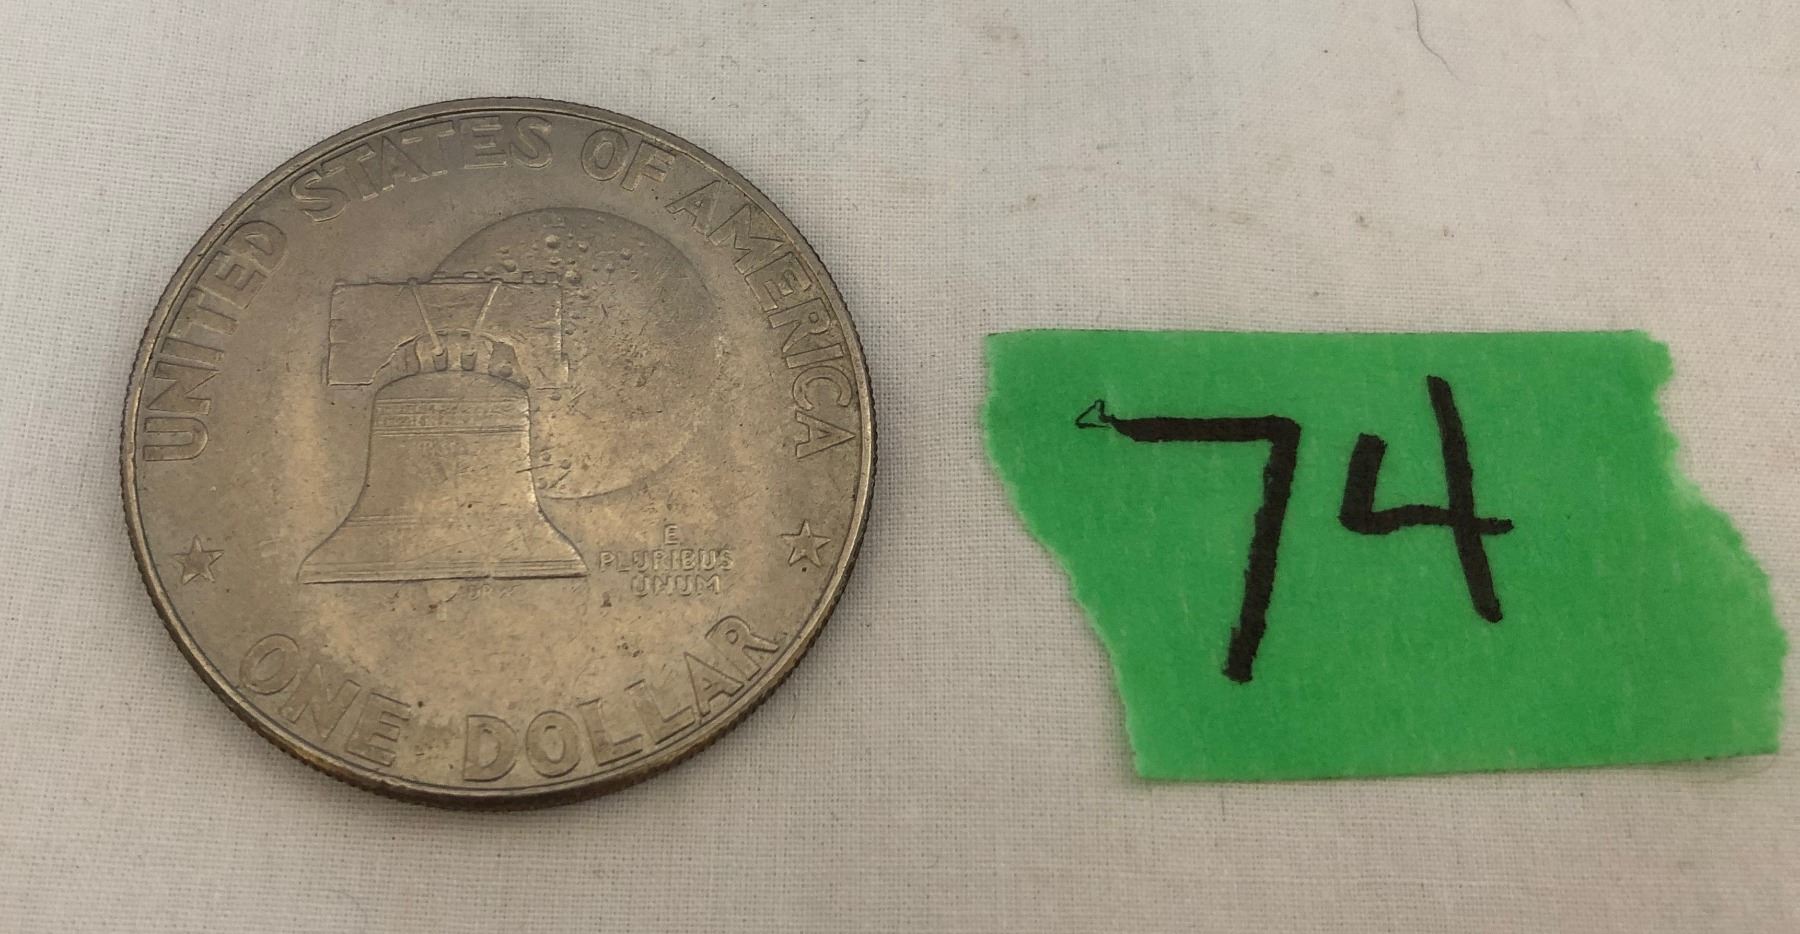 UNITED STATES OF AMERICA
E
PLURIBUS
UNUM
ONE DOLLAR
74